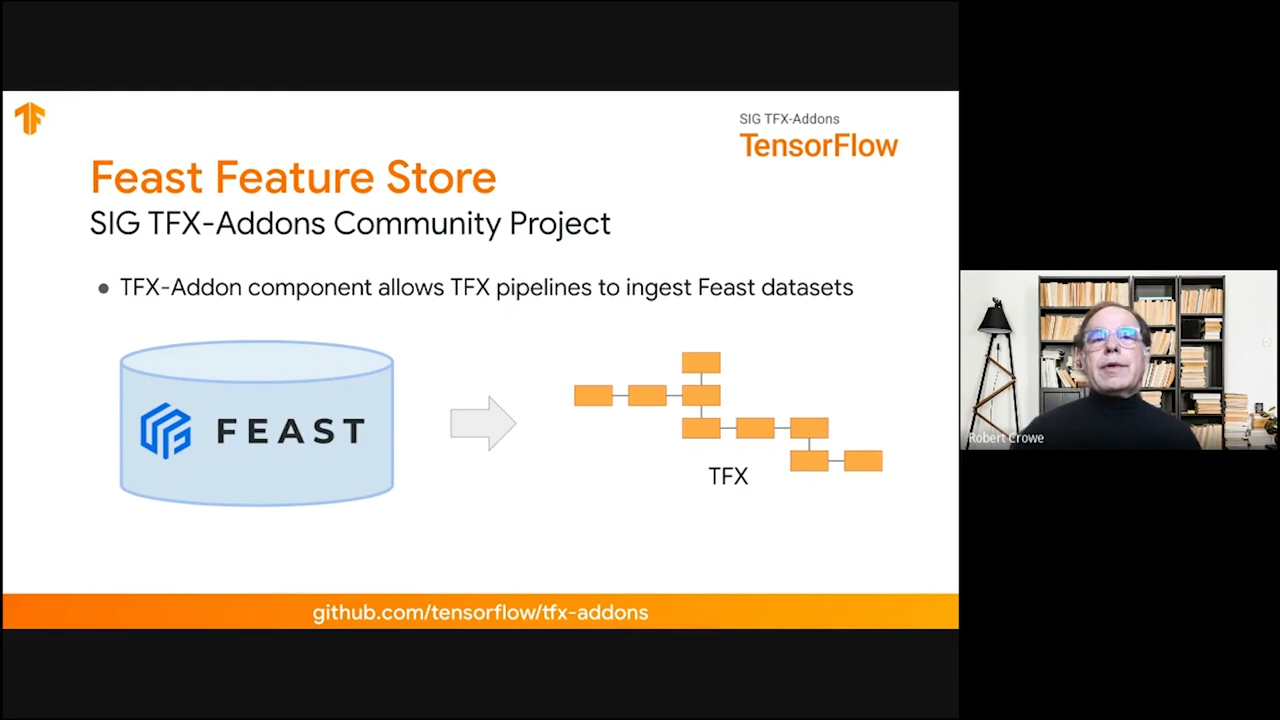 SIG TFX-Addons
TensorFlow
Feast Feature Store
SIG TFX-Addons Community Project
• TFX-Addon component allows TFX pipelines to ingest Feast datasets
FEAST
TFX
github.com/tensorflow/tfx-addons
Robert Crowe